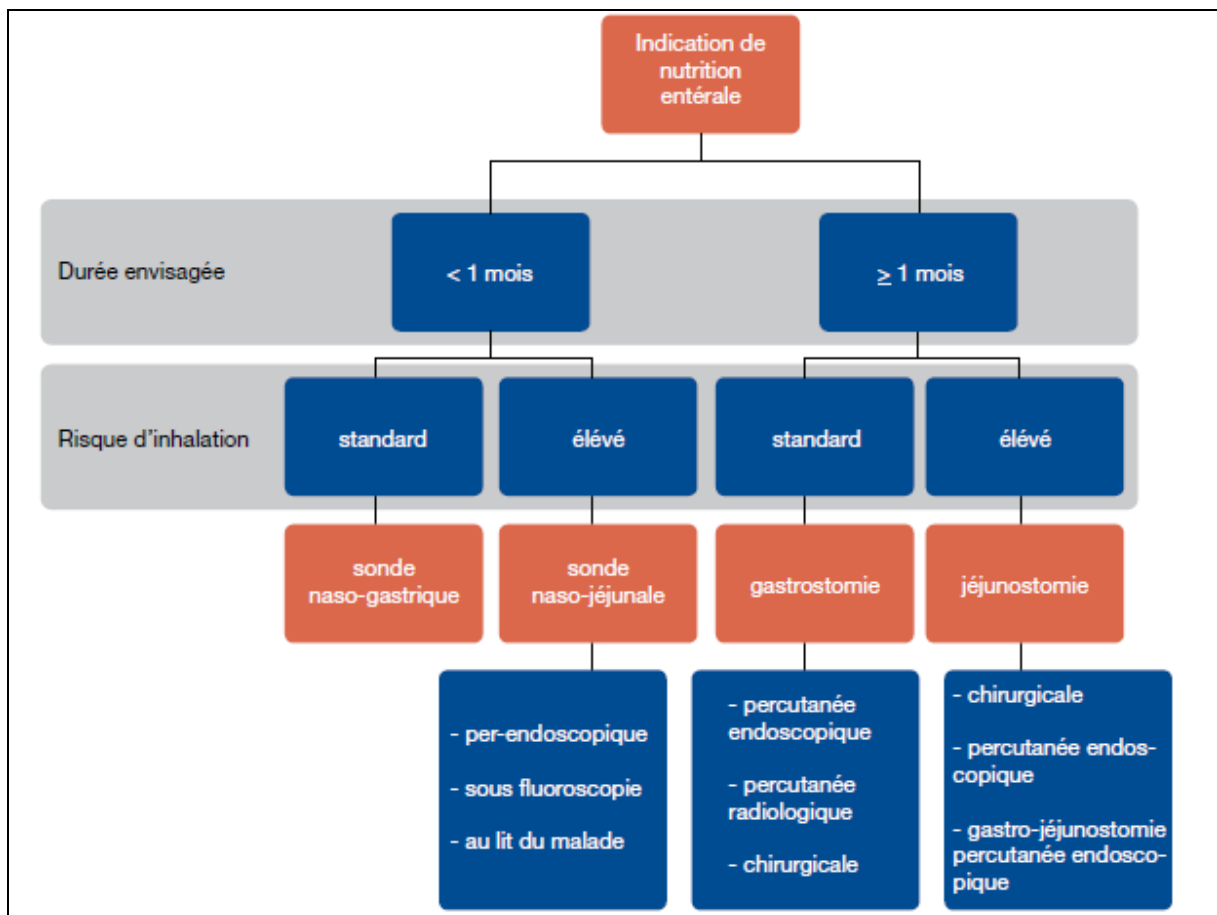 Indication de
nutrition
entérale
Durée envisagée
< 1 mois
≥ 1 mois
Risque d'inhalation
standard
élévé
standard
élévé
sonde
naso-gastrique
sonde
naso-jéjunale
gastrostomie
jéjunostomie
- per-endoscopique
- sous fluoroscopie
- au lit du malade
- percutanée
endoscopique
- percutanée
radiologique
- chirurgicale
- chirurgicale
- percutanée endos-
copique
- gastro-jéjunostomie
percutanée endosco-
pique